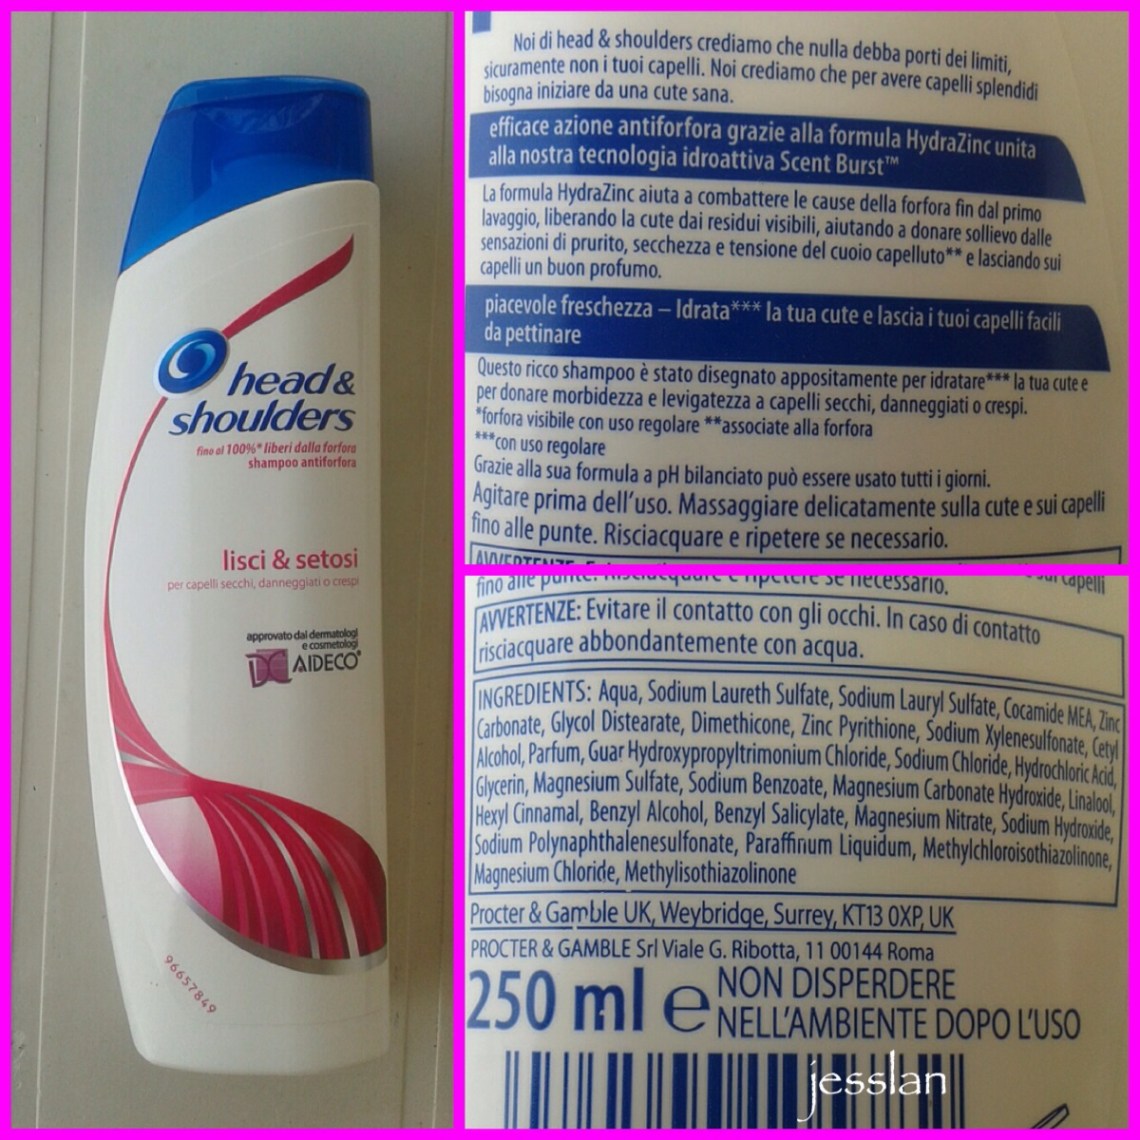 head &
shoulders
fino al 100%* liberi dalla forfora
shampoo antiforfora
lisci & setosi
per capelli secchi, danneggiati o crespi
approvato dai dermatologi
e cosmetologi
AIDECO
96657849
Noi di head & shoulders crediamo che nulla debba porti dei limiti,
sicuramente non i tuoi capelli. Noi crediamo che per avere capelli splendidi
bisogna iniziare da una cute sana.
efficace azione antiforfora grazie alla formula HydraZinc unita
alla nostra tecnologia idroattiva Scent Burst™
La formula HydraZinc aiuta a combattere le cause della forfora fin dal primo
lavaggio, liberando la cute dai residui visibili, aiutando a donare sollievo dalle
sensazioni di prurito, secchezza e tensione del cuoio capelluto** e lasciando sui
capelli un buon profumo.
piacevole freschezza – Idrata*** la tua cute e lascia i tuoi capelli facili
da pettinare
Questo ricco shampoo è stato disegnato appositamente per idratare*** la tua cute e
per donare morbidezza e levigatezza a capelli secchi, danneggiati o crespi.
*forfora visibile con uso regolare **associate alla forfora
***con uso regolare
Grazie alla sua formula a pH bilanciato può essere usato tutti i giorni.
Agitare prima dell'uso. Massaggiare delicatamente sulla cute e sui capelli
fino alle punte. Risciacquare e ripetere se necessario.
AVVERTENZE:
fino alle punte. Risciacquare e ripetere se necessario.
AVVERTENZE: Evitare il contatto con gli occhi. In caso di contatto
risciacquare abbondantemente con acqua.
INGREDIENTS: Aqua, Sodium Laureth Sulfate, Sodium Lauryl Sulfate, Cocamide MEA, Zinc
Carbonate, Glycol Distearate, Dimethicone, Zinc Pyrithione, Sodium Xylenesulfonate, Cetyl
Alcohol, Parfum, Guar Hydroxypropyltrimonium Chloride, Sodium Chloride, Hydrochloric Acid,
Glycerin, Magnesium Sulfate, Sodium Benzoate, Magnesium Carbonate Hydroxide, Linalool,
Hexyl Cinnamal, Benzyl Alcohol, Benzyl Salicylate, Magnesium Nitrate, Sodium Hydroxide,
Sodium Polynaphthalenesulfonate, Paraffinum Liquidum, Methylchloroisothiazolinone,
Magnesium Chloride, Methylisothiazolinone
Procter & Gamble UK, Weybridge, Surrey, KT13 0XP, UK
PROCTER & GAMBLE Srl Viale G. Ribotta, 11 00144 Roma
250 ml e NON DISPERDERE
NELL'AMBIENTE DOPO L'USO
jesslan